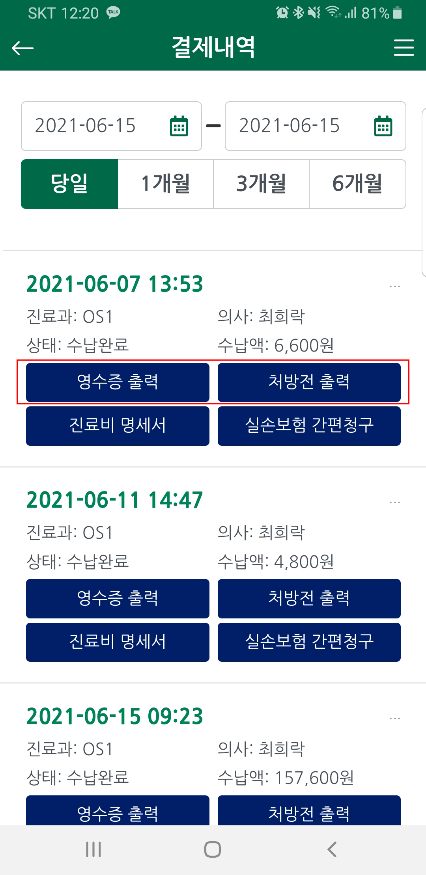 SKT 12:20 TALK 81%
결제내역
2021-06-15 – 2021-06-15
당일 1개월 3개월 6개월
2021-06-07 13:53 ...
진료과: OS1 의사: 최희락
상태: 수납완료 수납액: 6,600원
영수증 출력 처방전 출력
진료비 명세서 실손보험 간편청구
2021-06-11 14:47 ...
진료과: OS1 의사: 최희락
상태: 수납완료 수납액: 4,800원
영수증 출력 처방전 출력
진료비 명세서 실손보험 간편청구
2021-06-15 09:23 ...
진료과: OS1 의사: 최희락
상태: 수납완료 수납액: 157,600원
영수증 출력 처방전 출력